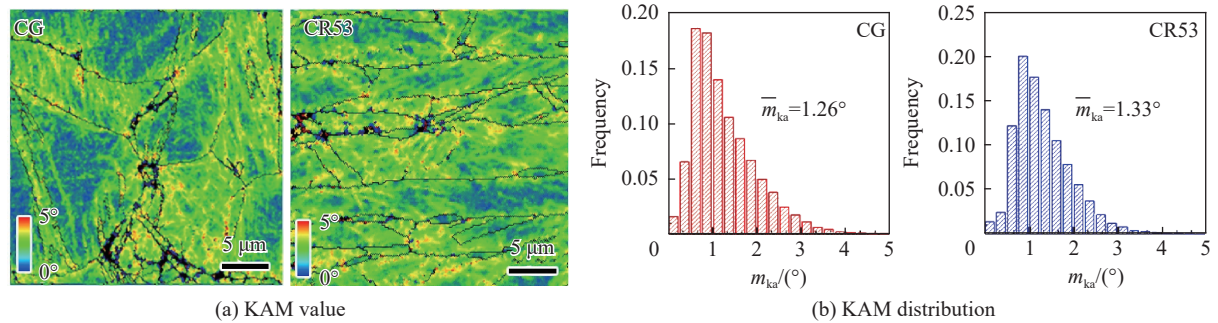 CG
5°
0°
5 μm
CR53
5°
0°
5 μm
(a) KAM value
Frequency
0.20
0.15
0.10
0.05
0
1
2
3
4
5
CG
m̅ka=1.26°
mka/(°)
Frequency
0.25
0.20
0.15
0.10
0.05
0
1
2
3
4
5
CR53
m̅ka=1.33°
mka/(°)
(b) KAM distribution